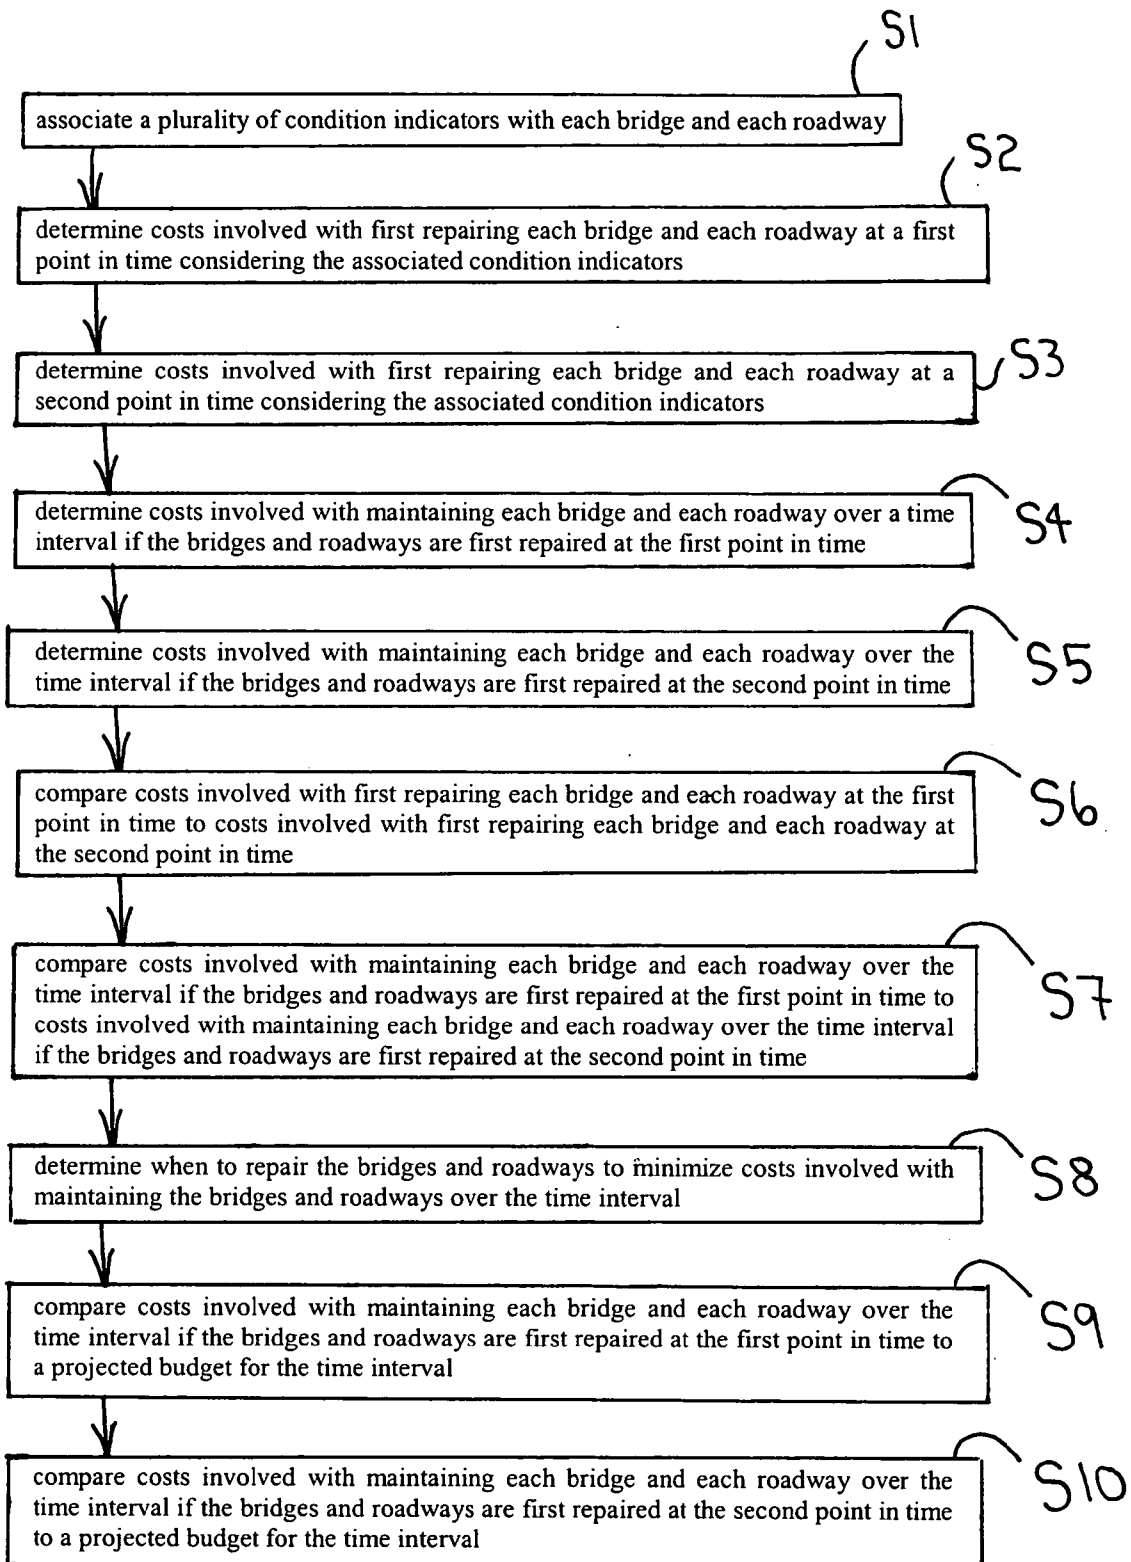 S1
associate a plurality of condition indicators with each bridge and each roadway
S2
determine costs involved with first repairing each bridge and each roadway at a first
point in time considering the associated condition indicators
S3
determine costs involved with first repairing each bridge and each roadway at a
second point in time considering the associated condition indicators
S4
determine costs involved with maintaining each bridge and each roadway over a time
interval if the bridges and roadways are first repaired at the first point in time
S5
determine costs involved with maintaining each bridge and each roadway over the
time interval if the bridges and roadways are first repaired at the second point in time
S6
compare costs involved with first repairing each bridge and each roadway at the first
point in time to costs involved with first repairing each bridge and each roadway at
the second point in time
S7
compare costs involved with maintaining each bridge and each roadway over the
time interval if the bridges and roadways are first repaired at the first point in time to
costs involved with maintaining each bridge and each roadway over the time interval
if the bridges and roadways are first repaired at the second point in time
S8
determine when to repair the bridges and roadways to minimize costs involved with
maintaining the bridges and roadways over the time interval
S9
compare costs involved with maintaining each bridge and each roadway over the
time interval if the bridges and roadways are first repaired at the first point in time to
a projected budget for the time interval
S10
compare costs involved with maintaining each bridge and each roadway over the
time interval if the bridges and roadways are first repaired at the second point in time
to a projected budget for the time interval